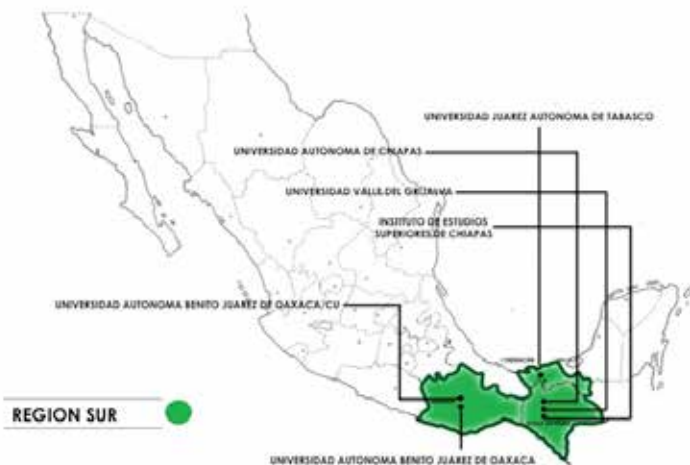 UNIVERSIDAD JUAREZ AUTONOMA DE TABASCO
UNIVERSIDAD AUTONOMA DE CHIAPAS
UNIVERSIDAD VALLE DEL GRIJALVA
INSTITUTO DE ESTUDIOS
SUPERIORES DE CHIAPAS
UNIVERSIDAD AUTONOMA BENITO JUAREZ DE OAXACA/CU
REGION SUR
UNIVERSIDAD AUTONOMA BENITO JUAREZ DE OAXACA